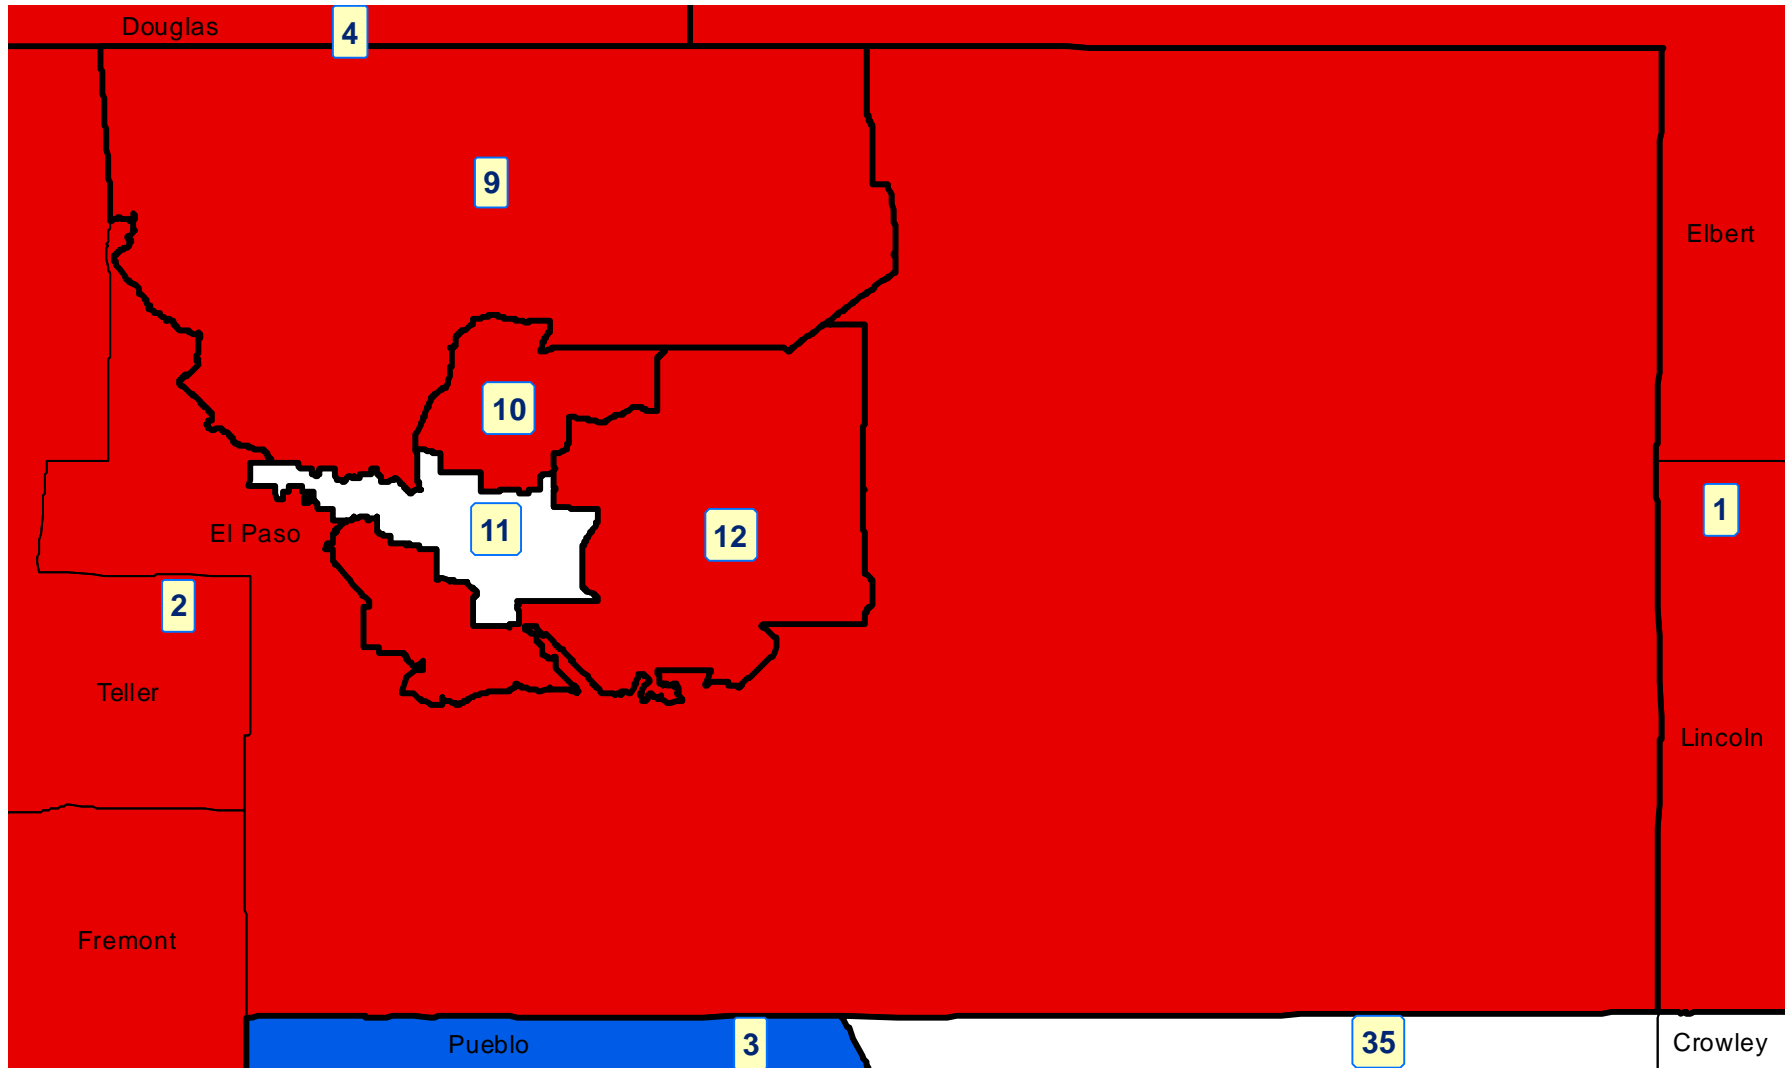 Douglas
4
9
Elbert
10
1
11
12
El Paso
2
Teller
Lincoln
Fremont
Pueblo
3
35
Crowley